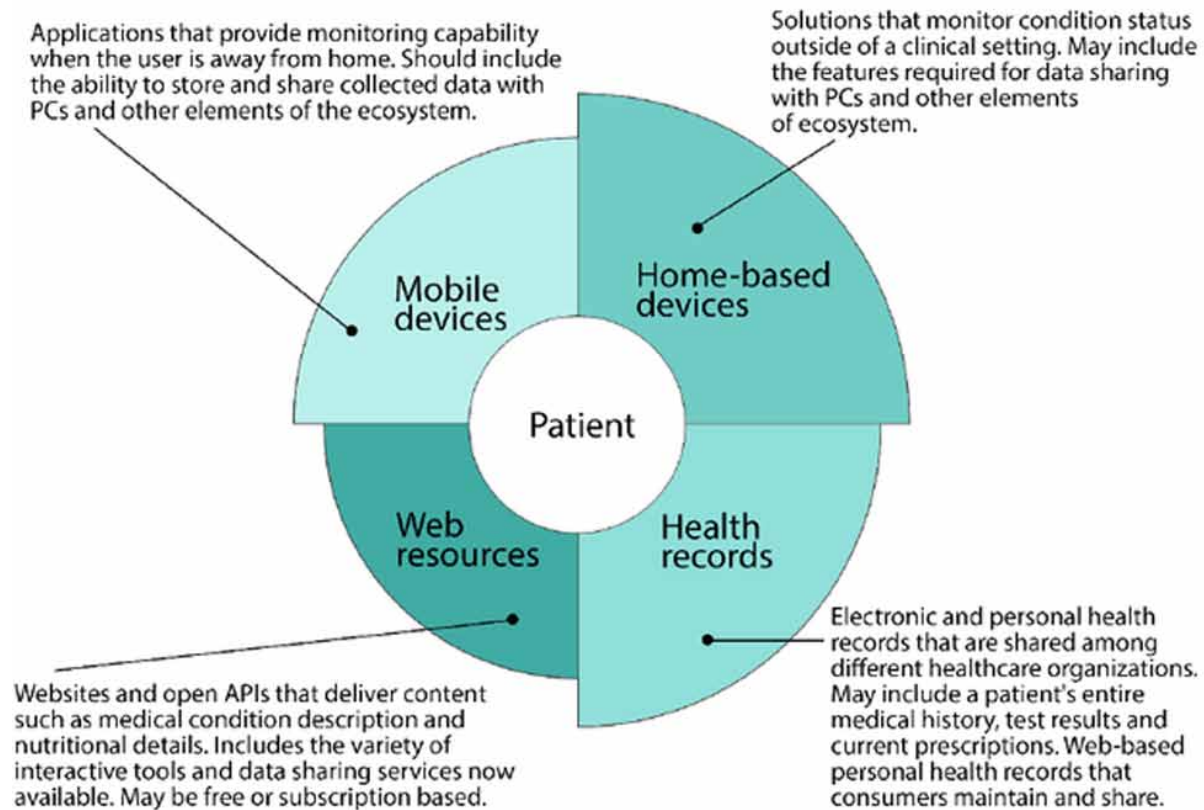 Applications that provide monitoring capability
when the user is away from home. Should include
the ability to store and share collected data with
PCs and other elements of the ecosystem.
Solutions that monitor condition status
outside of a clinical setting. May include
the features required for data sharing
with PCs and other elements
of ecosystem.
Mobile
devices
Home-based
devices
Patient
Web
resources
Health
records
Websites and open APIs that deliver content
such as medical condition description and
nutritional details. Includes the variety of
interactive tools and data sharing services now
available. May be free or subscription based.
Electronic and personal health
records that are shared among
different healthcare organizations.
May include a patient's entire
medical history, test results and
current prescriptions. Web-based
personal health records that
consumers maintain and share.